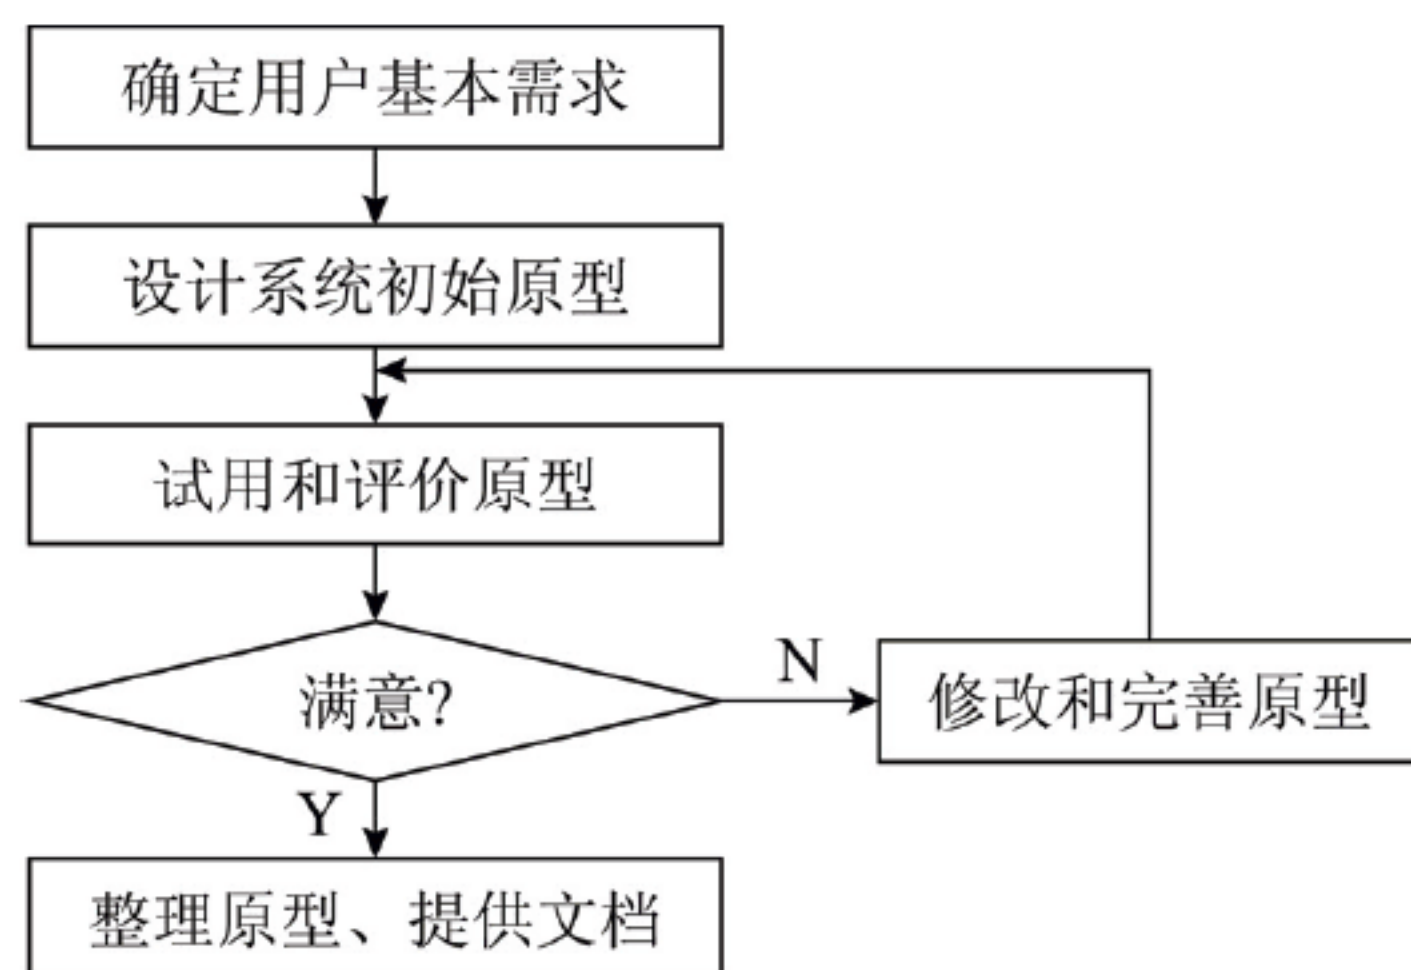 确定用户基本需求
设计系统初始原型
试用和评价原型
满意?
N
修改和完善原型
Y
整理原型、提供文档